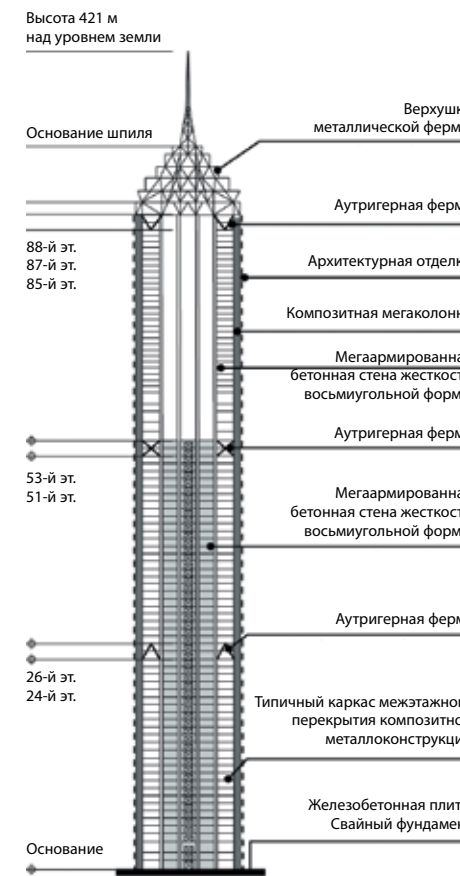 Высота 421 м
над уровнем земли
Основание шпиля
88-й эт.
87-й эт.
85-й эт.
53-й эт.
51-й эт.
26-й эт.
24-й эт.
Основание
Верхушк
металлической ферм
Аутригерная ферм
Архитектурная отделк
Композитная мегаколонн
Мегаармированна
бетонная стена жесткост
восьмиугольной форм
Аутригерная ферм
Мегаармированна
бетонная стена жесткост
восьмиугольной форм
Аутригерная ферм
Типичный каркас межэтажног
перекрытия композитно
металлоконструкци
Железобетонная плит
Свайный фундамен